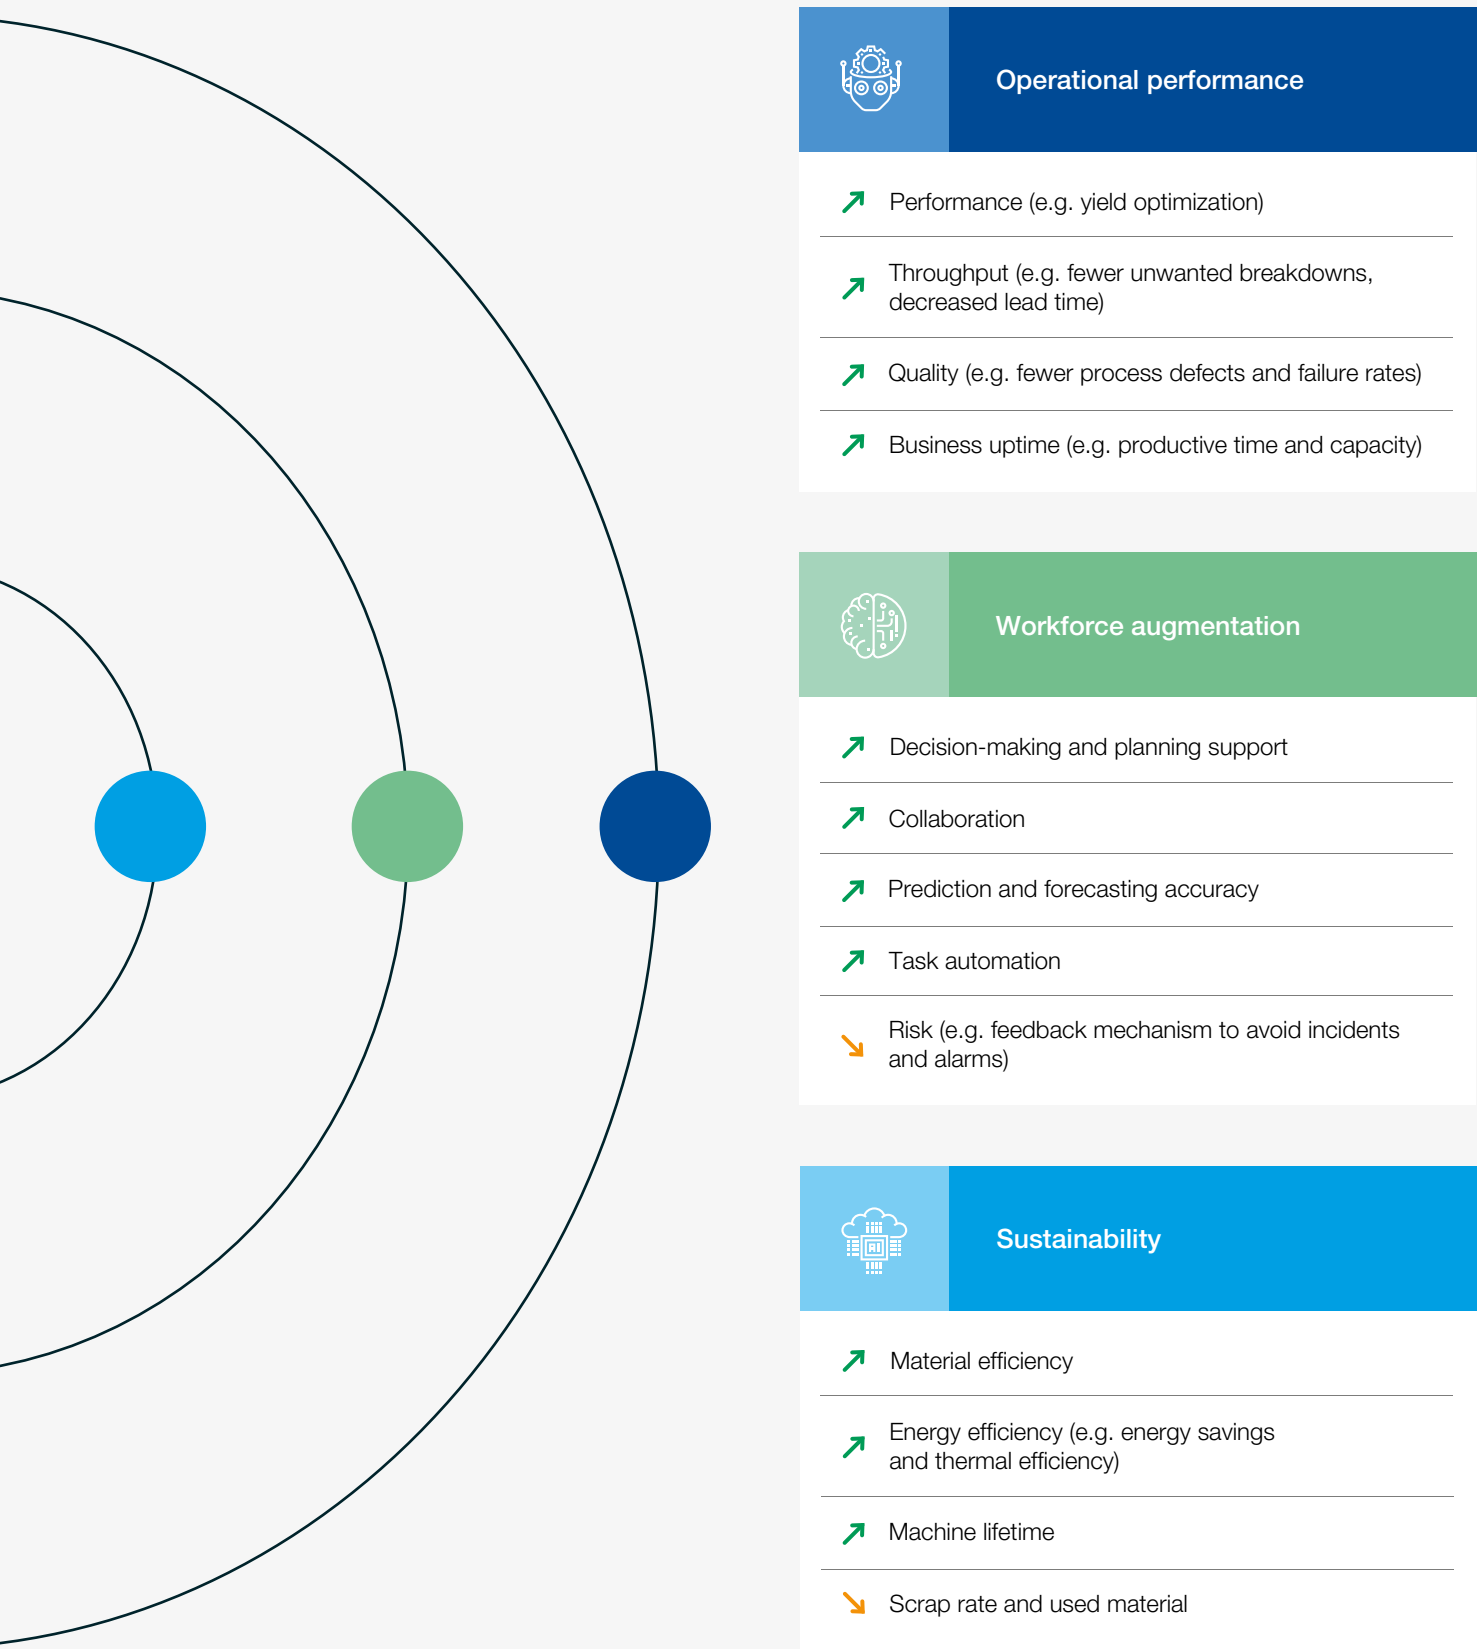 Operational performance
Performance (e.g. yield optimization)
Throughput (e.g. fewer unwanted breakdowns,
decreased lead time)
Quality (e.g. fewer process defects and failure rates)
Business uptime (e.g. productive time and capacity)
Workforce augmentation
Decision-making and planning support
Collaboration
Prediction and forecasting accuracy
Task automation
Risk (e.g. feedback mechanism to avoid incidents
and alarms)
Sustainability
AI
Material efficiency
Energy efficiency (e.g. energy savings
and thermal efficiency)
Machine lifetime
Scrap rate and used material